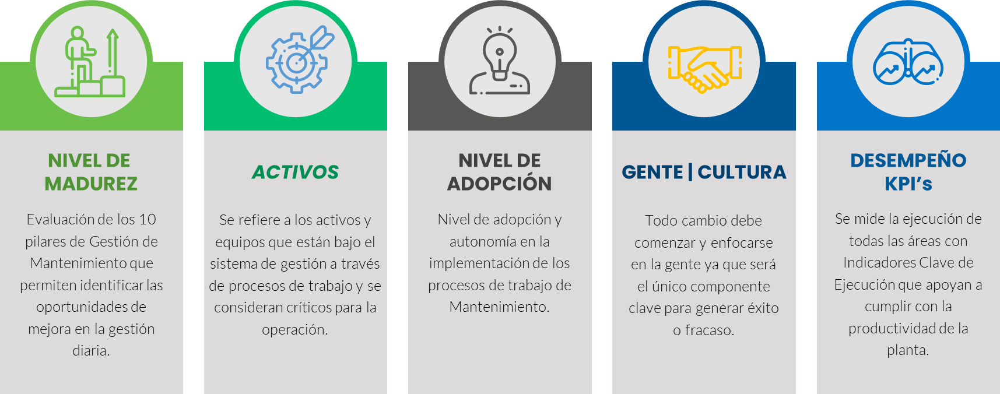 NIVEL DE
MADUREZ
Evaluación de los 10
pilares de Gestión de
Mantenimiento que
permiten identificar las
oportunidades de
mejora en la gestión
diaria.
ACTIVOS
Se refiere a los activos y
equipos que están bajo el
sistema de gestión a través
de procesos de trabajo y se
consideran críticos para la
operación.
NIVEL DE
ADOPCIÓN
Nivel de adopción y
autonomía en la
implementación de los
procesos de trabajo de
Mantenimiento.
GENTE | CULTURA
Todo cambio debe
comenzar y enfocarse
en la gente ya que será
el único componente
clave para generar éxito
o fracaso.
DESEMPEÑO
KPI’s
Se mide la ejecución de
todas las áreas con
Indicadores Clave de
Ejecución que apoyan a
cumplir con la
productividad de la
planta.